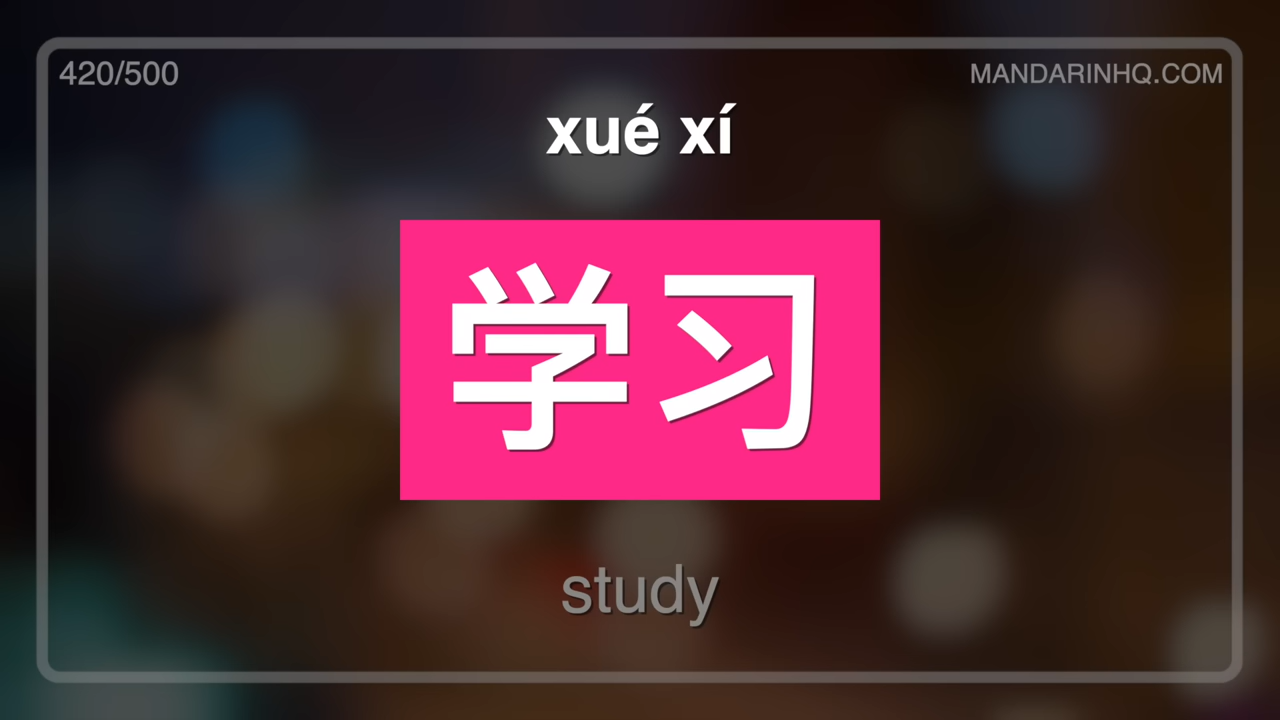 420/500
MANDARINHQ.COM
xué xí
学习
study